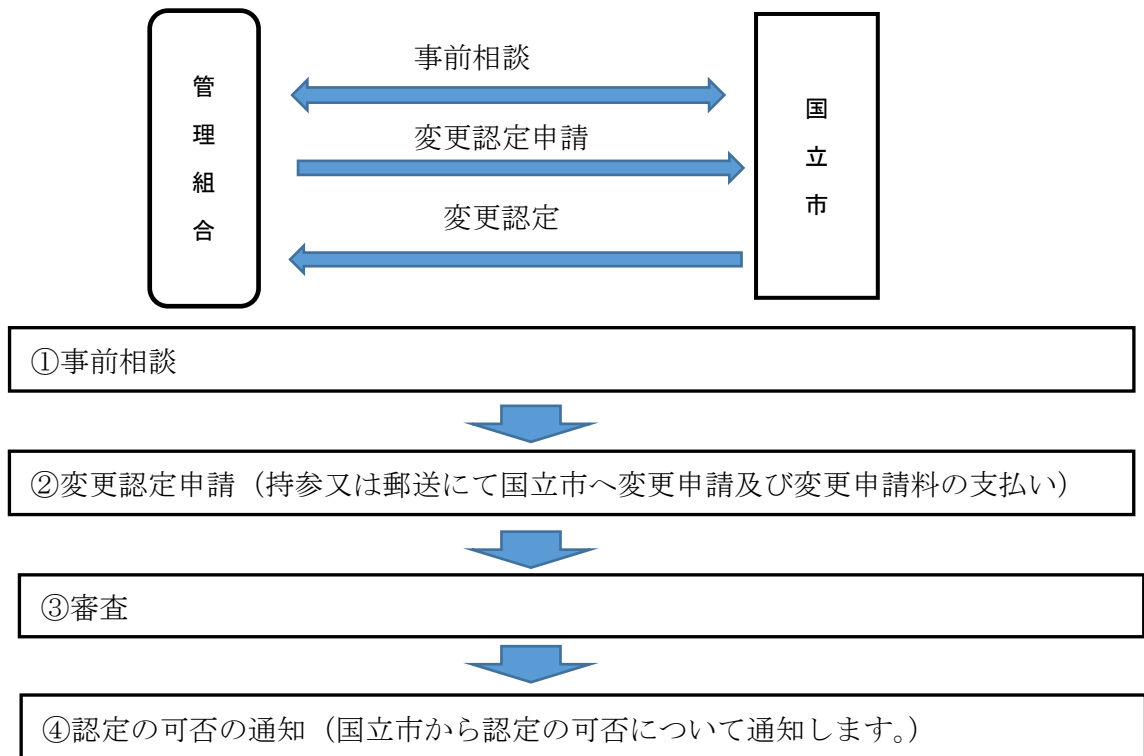 管理組合
事前相談
変更認定申請
変更認定
国立市
①事前相談
②変更認定申請（持参又は郵送にて国立市へ変更申請及び変更申請料の支払い）
③審査
④認定の可否の通知（国立市から認定の可否について通知します。）